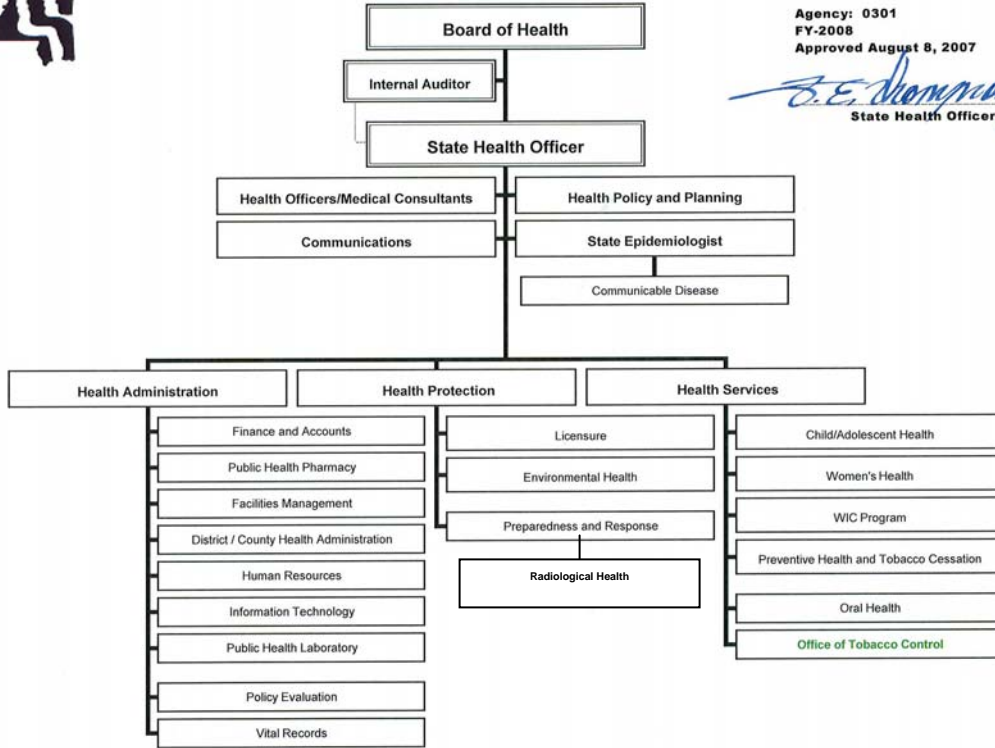 Board of Health
Agency: 0301
FY-2008
Approved August 8, 2007
State Health Officer
Internal Auditor
State Health Officer
Health Officers/Medical Consultants
Health Policy and Planning
Communications
State Epidemiologist
Communicable Disease
Health Administration
Finance and Accounts
Public Health Pharmacy
Facilities Management
District / County Health Administration
Human Resources
Information Technology
Public Health Laboratory
Policy Evaluation
Vital Records
Health Protection
Licensure
Environmental Health
Preparedness and Response
Radiological Health
Health Services
Child/Adolescent Health
Women's Health
WIC Program
Preventive Health and Tobacco Cessation
Oral Health
Office of Tobacco Control